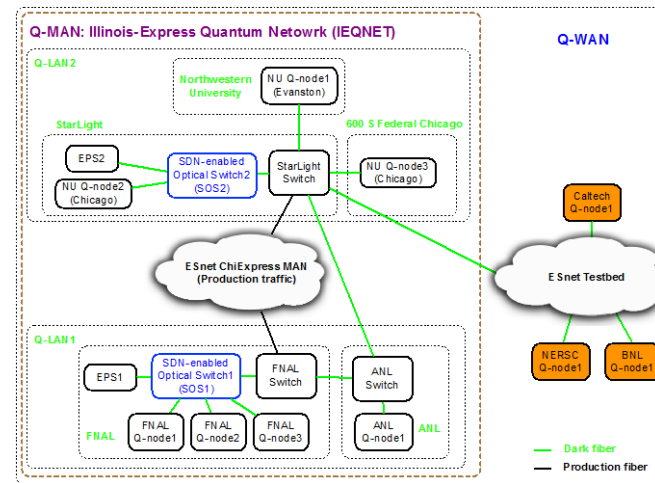 Q-MAN: Illinois-Express Quantum Netowrk (IEQNET)
Q-WAN
Q-LAN2
Northwestern
University
NU Q-node1
(Evanston)
StarLight
600 S Federal Chicago
EPS2
NU Q-node2
(Chicago)
SDN-enabled
Optical Switch2
(SOS2)
StarLight
Switch
NU Q-node3
(Chicago)
Caltech
Q-node1
ESnet ChiExpress MAN
(Production traffic)
ESnet Testbed
Q-LAN1
EPS1
SDN-enabled
Optical Switch1
(SOS1)
FNAL
Switch
ANL
Switch
NERSC
Q-node1
BNL
Q-node1
FNAL
FNAL
Q-node1
FNAL
Q-node2
FNAL
Q-node3
ANL
Q-node1
ANL
Dark fiber
Production fiber